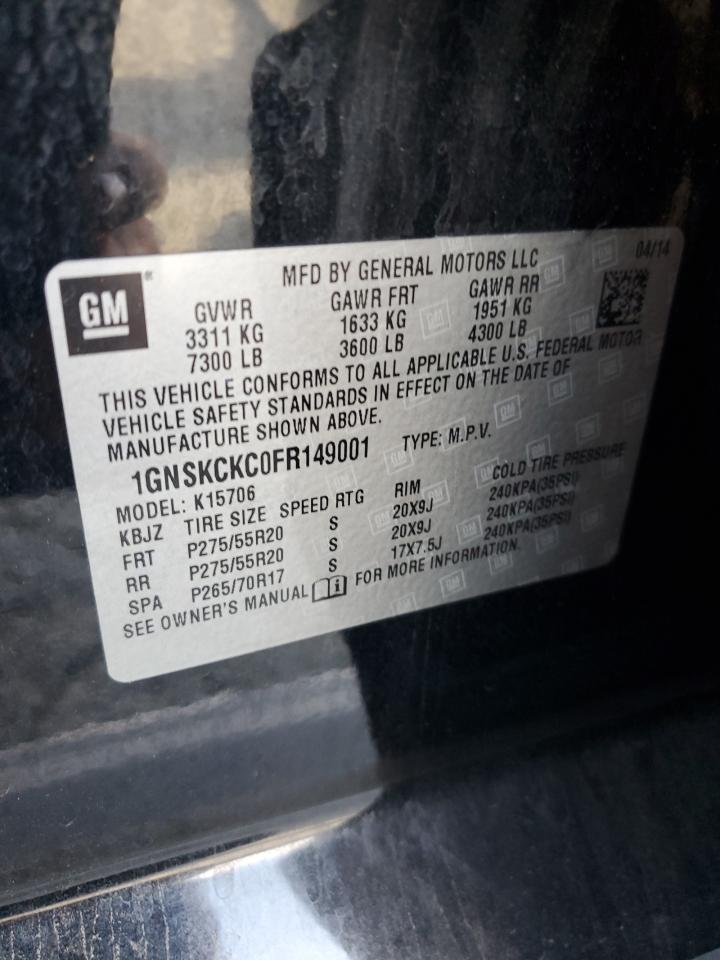 GM
MFD BY GENERAL MOTORS LLC
04/14
GVWR GAWR FRT GAWR RR
3311 KG 1633 KG 1951 KG
7300 LB 3600 LB 4300 LB
THIS VEHICLE CONFORMS TO ALL APPLICABLE U.S. FEDERAL MOTOR
VEHICLE SAFETY STANDARDS IN EFFECT ON THE DATE OF
MANUFACTURE SHOWN ABOVE.
1GNSKCKC0FR149001 TYPE: M.P.V.
MODEL: K15706
KBJZ TIRE SIZE SPEED RTG RIM COLD TIRE PRESSURE
FRT P275/55R20 S 20X9J 240KPA(35PSI)
RR P275/55R20 S 20X9J 240KPA(35PSI)
SPA P265/70R17 S 17X7.5J 240KPA(35PSI)
SEE OWNER'S MANUAL FOR MORE INFORMATION.